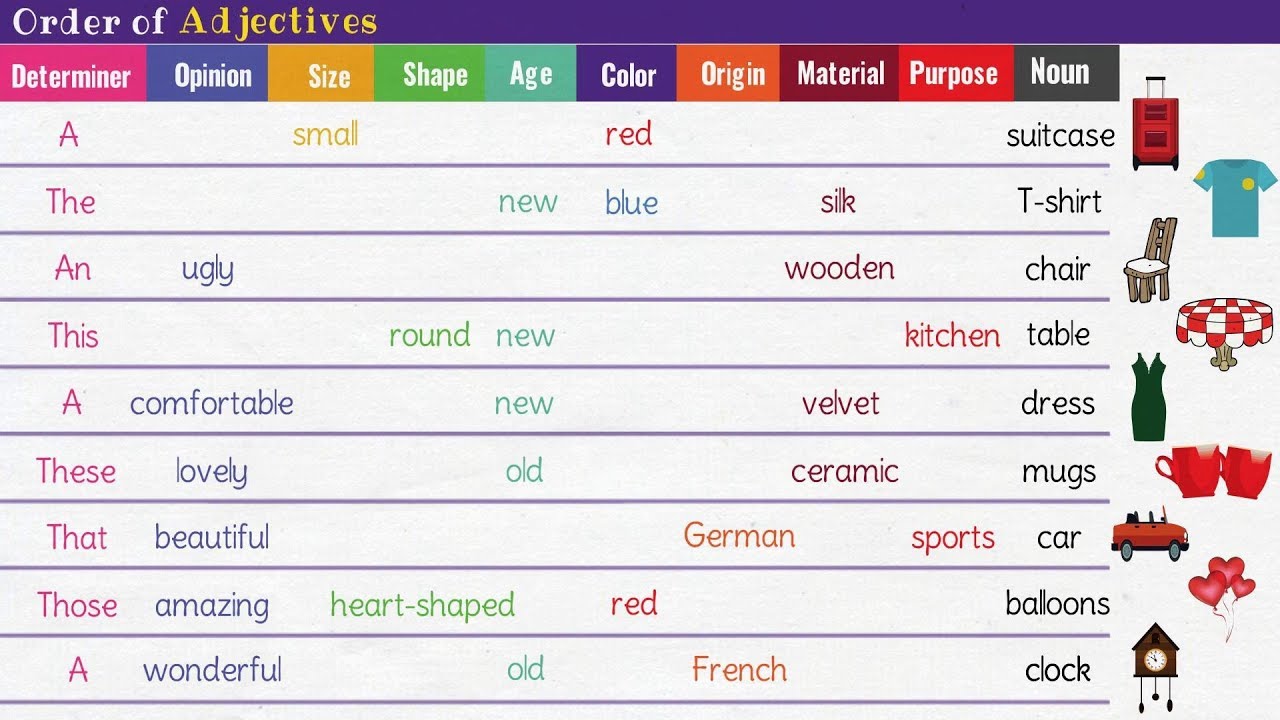 Order of Adjectives
Determiner Opinion Size Shape Age Color Origin Material Purpose Noun
A small red suitcase
The new blue silk T-shirt
An ugly wooden chair
This round new kitchen table
A comfortable new velvet dress
These lovely old ceramic mugs
That beautiful German sports car
Those amazing heart-shaped red balloons
A wonderful old French clock